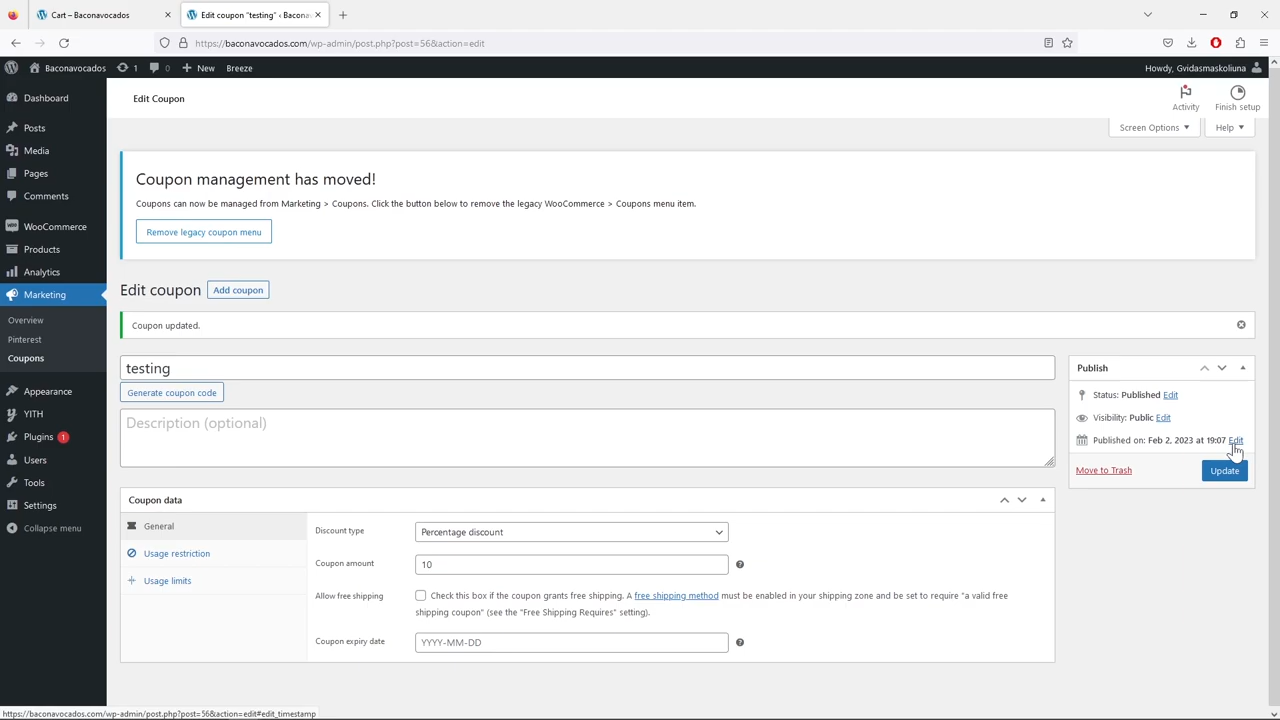 Cart – Baconavocados
Edit coupon "testing" ‹ Baconav
https://baconavocados.com/wp-admin/post.php?post=56&action=edit
Baconavocados
1
0
New
Breeze
Howdy, Gvidasmaskoliuna
Dashboard
Posts
Media
Pages
Comments
WooCommerce
Products
Analytics
Marketing
Overview
Pinterest
Coupons
Appearance
YITH
Plugins 1
Users
Tools
Settings
Collapse menu
Edit Coupon
Activity
Finish setup
Screen Options
Help
Coupon management has moved!
Coupons can now be managed from Marketing > Coupons. Click the button below to remove the legacy WooCommerce > Coupons menu item.
Remove legacy coupon menu
Edit coupon
Add coupon
Coupon updated.
testing
Generate coupon code
Description (optional)
Publish
Status: Published Edit
Visibility: Public Edit
Published on: Feb 2, 2023 at 19:07 Edit
Move to Trash
Update
Coupon data
General
Usage restriction
Usage limits
Discount type
Percentage discount
Coupon amount
10
Allow free shipping
Check this box if the coupon grants free shipping. A free shipping method must be enabled in your shipping zone and be set to require "a valid free
shipping coupon" (see the "Free Shipping Requires" setting).
Coupon expiry date
YYYY-MM-DD
https://baconavocados.com/wp-admin/post.php?post=56&action=edit#edit_timestamp